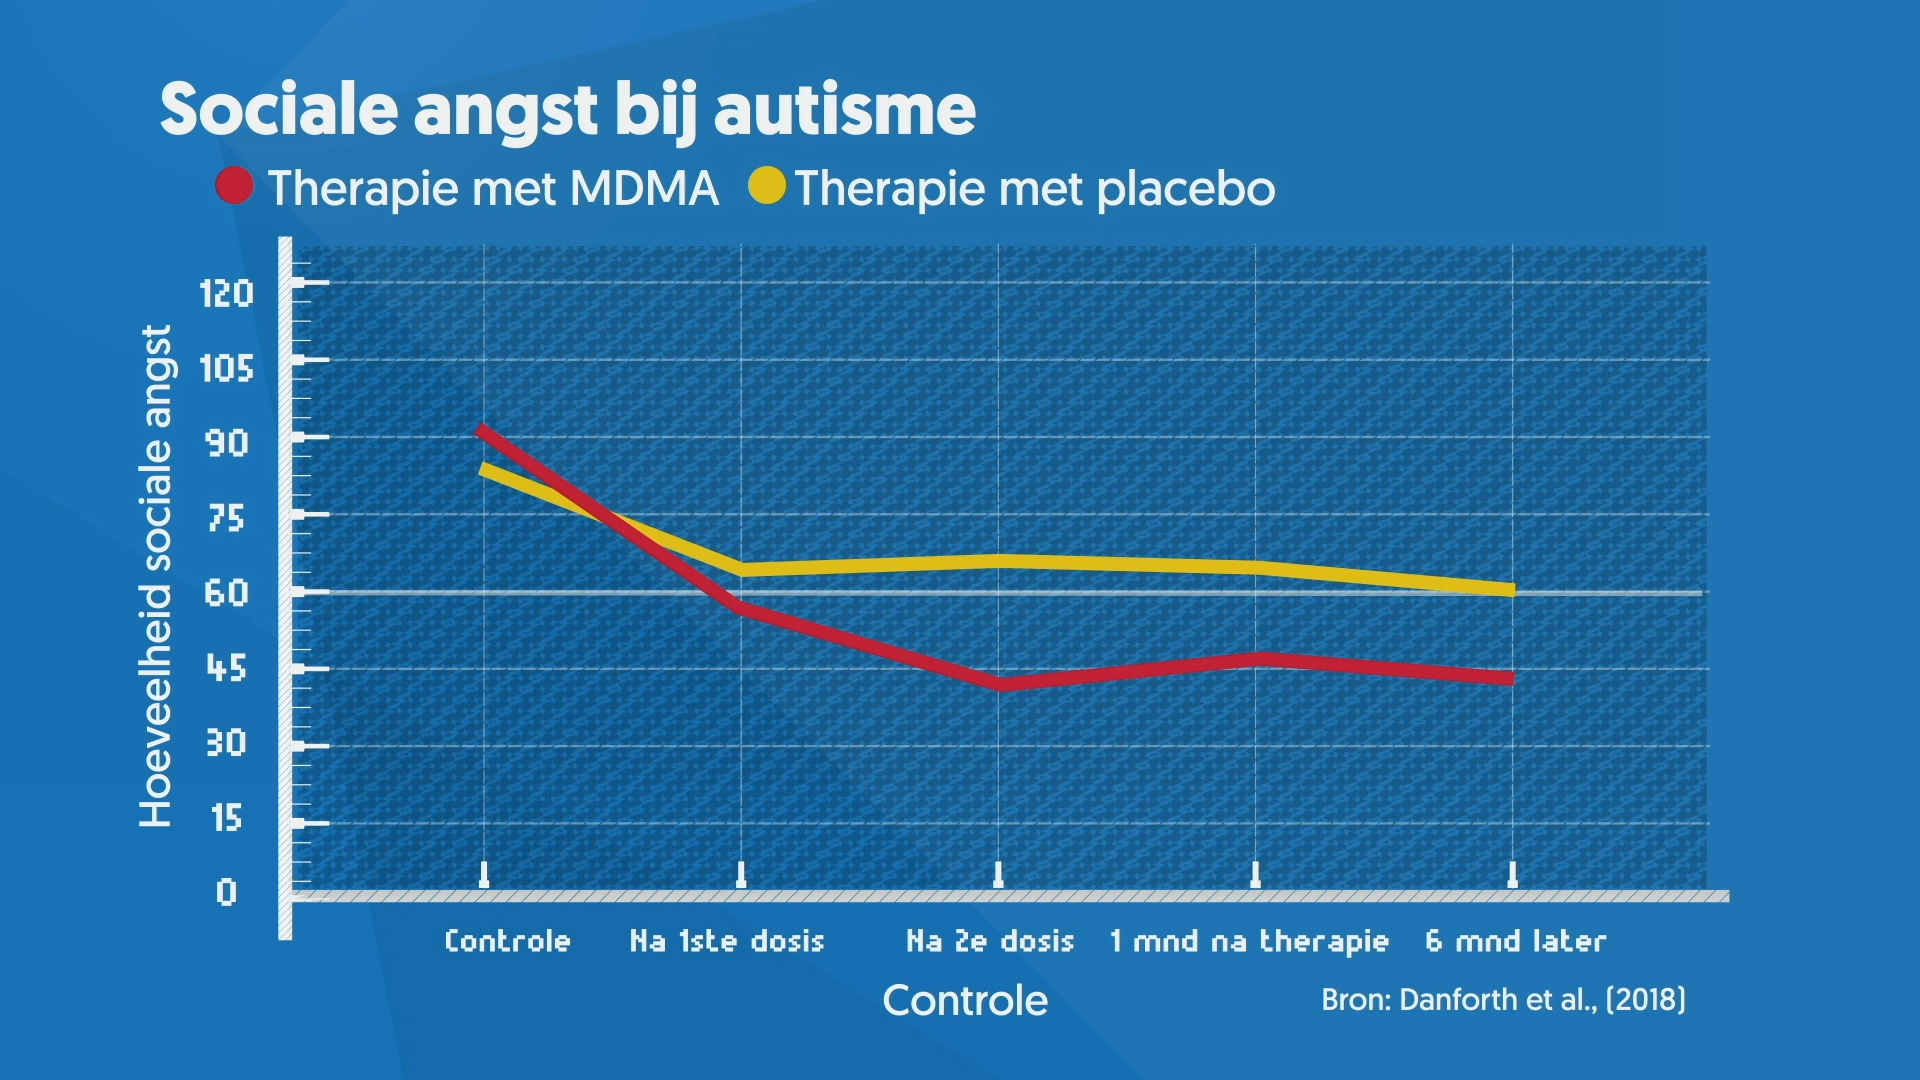 Sociale angst bij autisme
Therapie met MDMA
Therapie met placebo
Hoeveelheid sociale angst
120
105
90
75
60
45
30
15
0
Controle
Na 1ste dosis
Na 2e dosis
1 mnd na therapie
6 mnd later
Controle
Bron: Danforth et al., (2018)